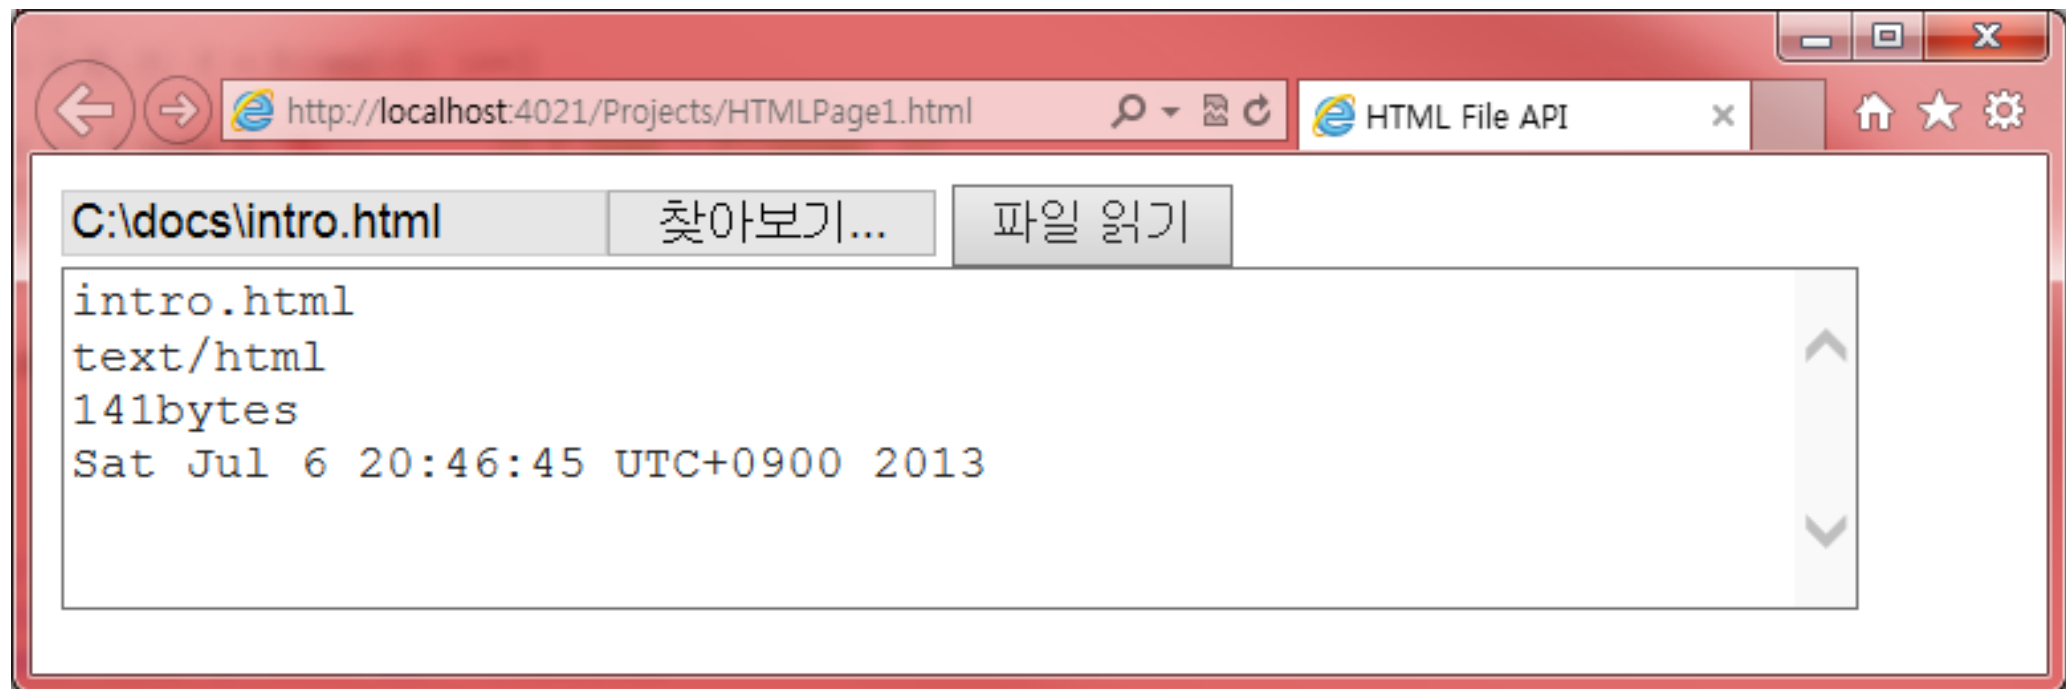 http://localhost:4021/Projects/HTMLPage1.html HTML File API
C:\docs\intro.html 찾아보기... 파일 읽기
intro.html
text/html
141bytes
Sat Jul 6 20:46:45 UTC+0900 2013